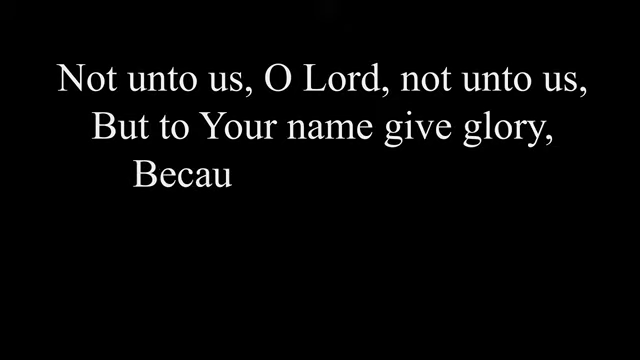 Not unto us, O Lord, not unto us,
But to Your name give glory,
Becau